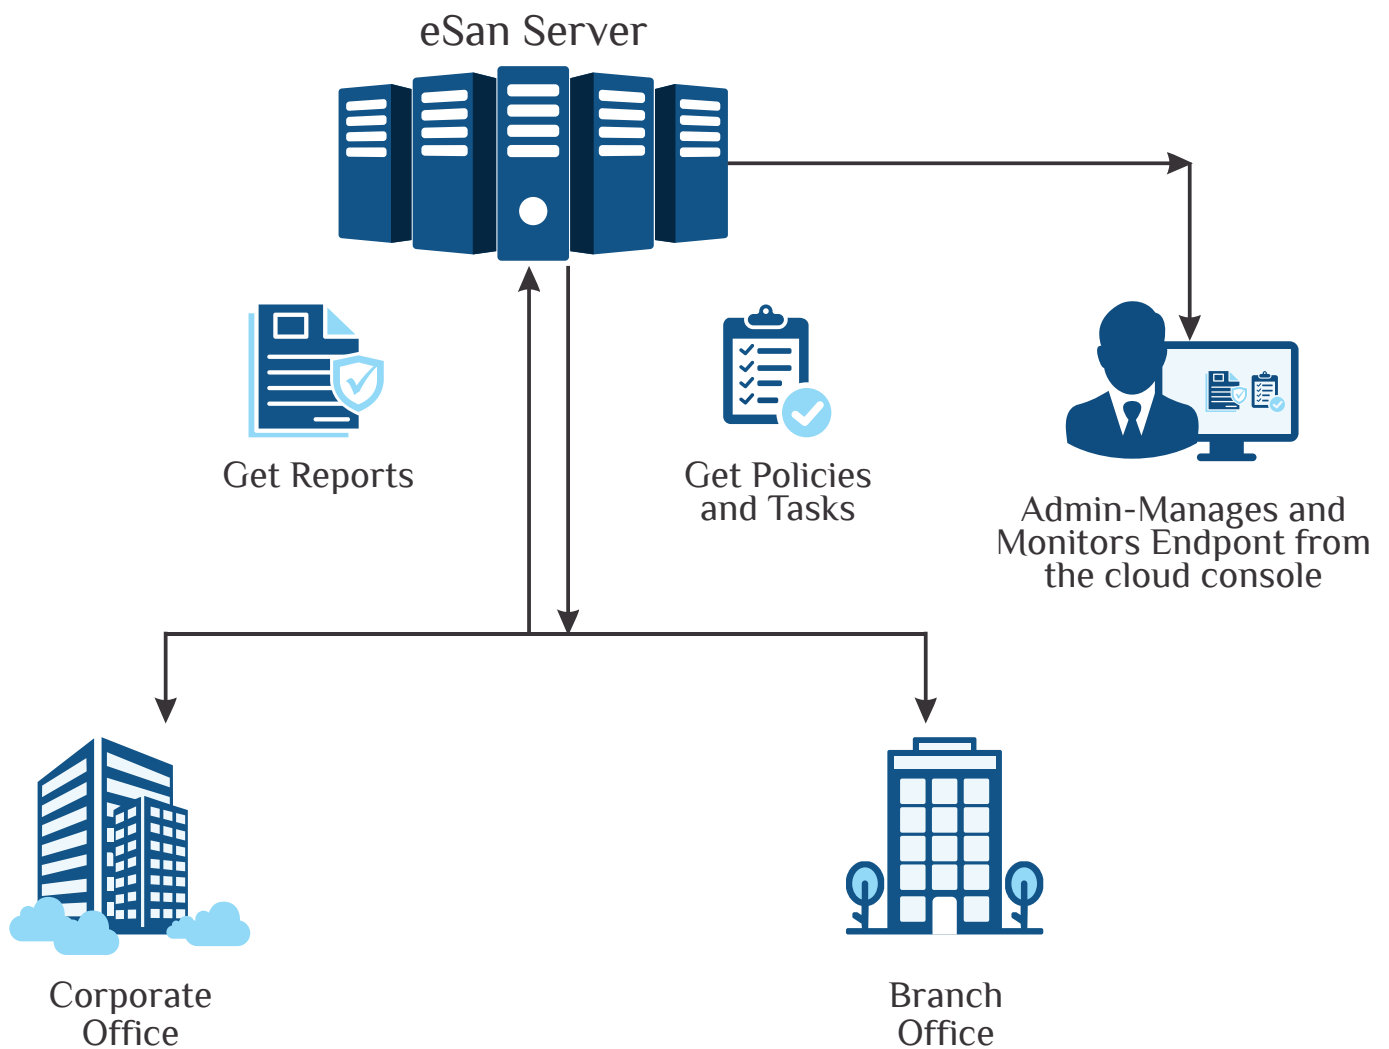 eSan Server
Get Reports
Get Policies
and Tasks
Admin-Manages and
Monitors Endpont from
the cloud console
Corporate
Office
Branch
Office